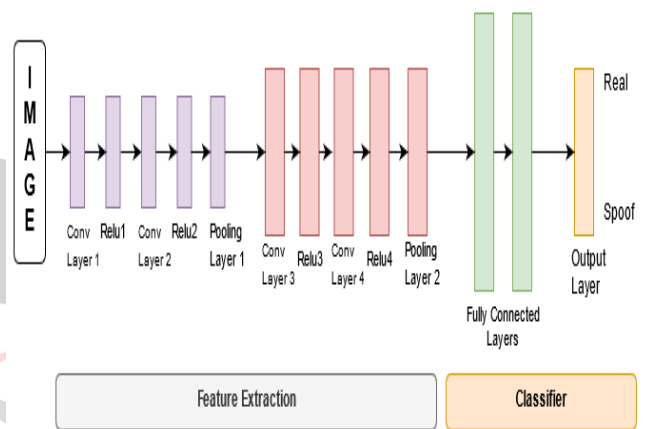 IMAGE
Conv Layer 1
Relu1
Conv Layer 2
Relu2
Pooling Layer 1
Conv Layer 3
Relu3
Conv Layer 4
Relu4
Pooling Layer 2
Fully Connected
Layers
Real
Spoof
Output
Layer
Feature Extraction
Classifier